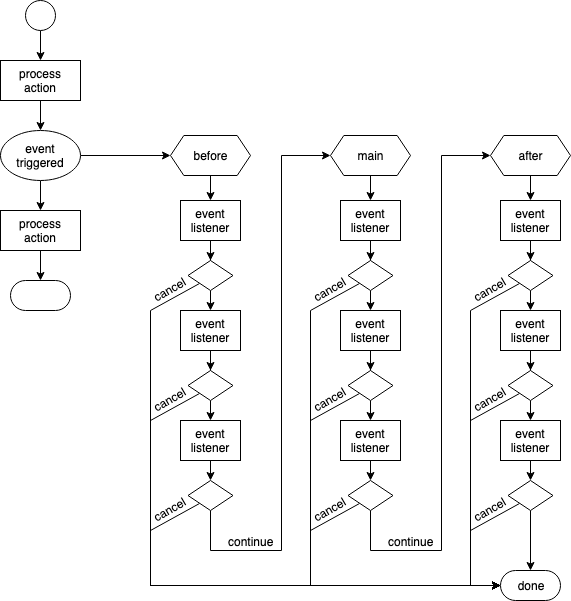 process
action
event
triggered
process
action
before
event
listener
cancel
event
listener
cancel
event
listener
cancel
continue
main
event
listener
cancel
event
listener
cancel
event
listener
cancel
continue
after
event
listener
cancel
event
listener
cancel
event
listener
cancel
done